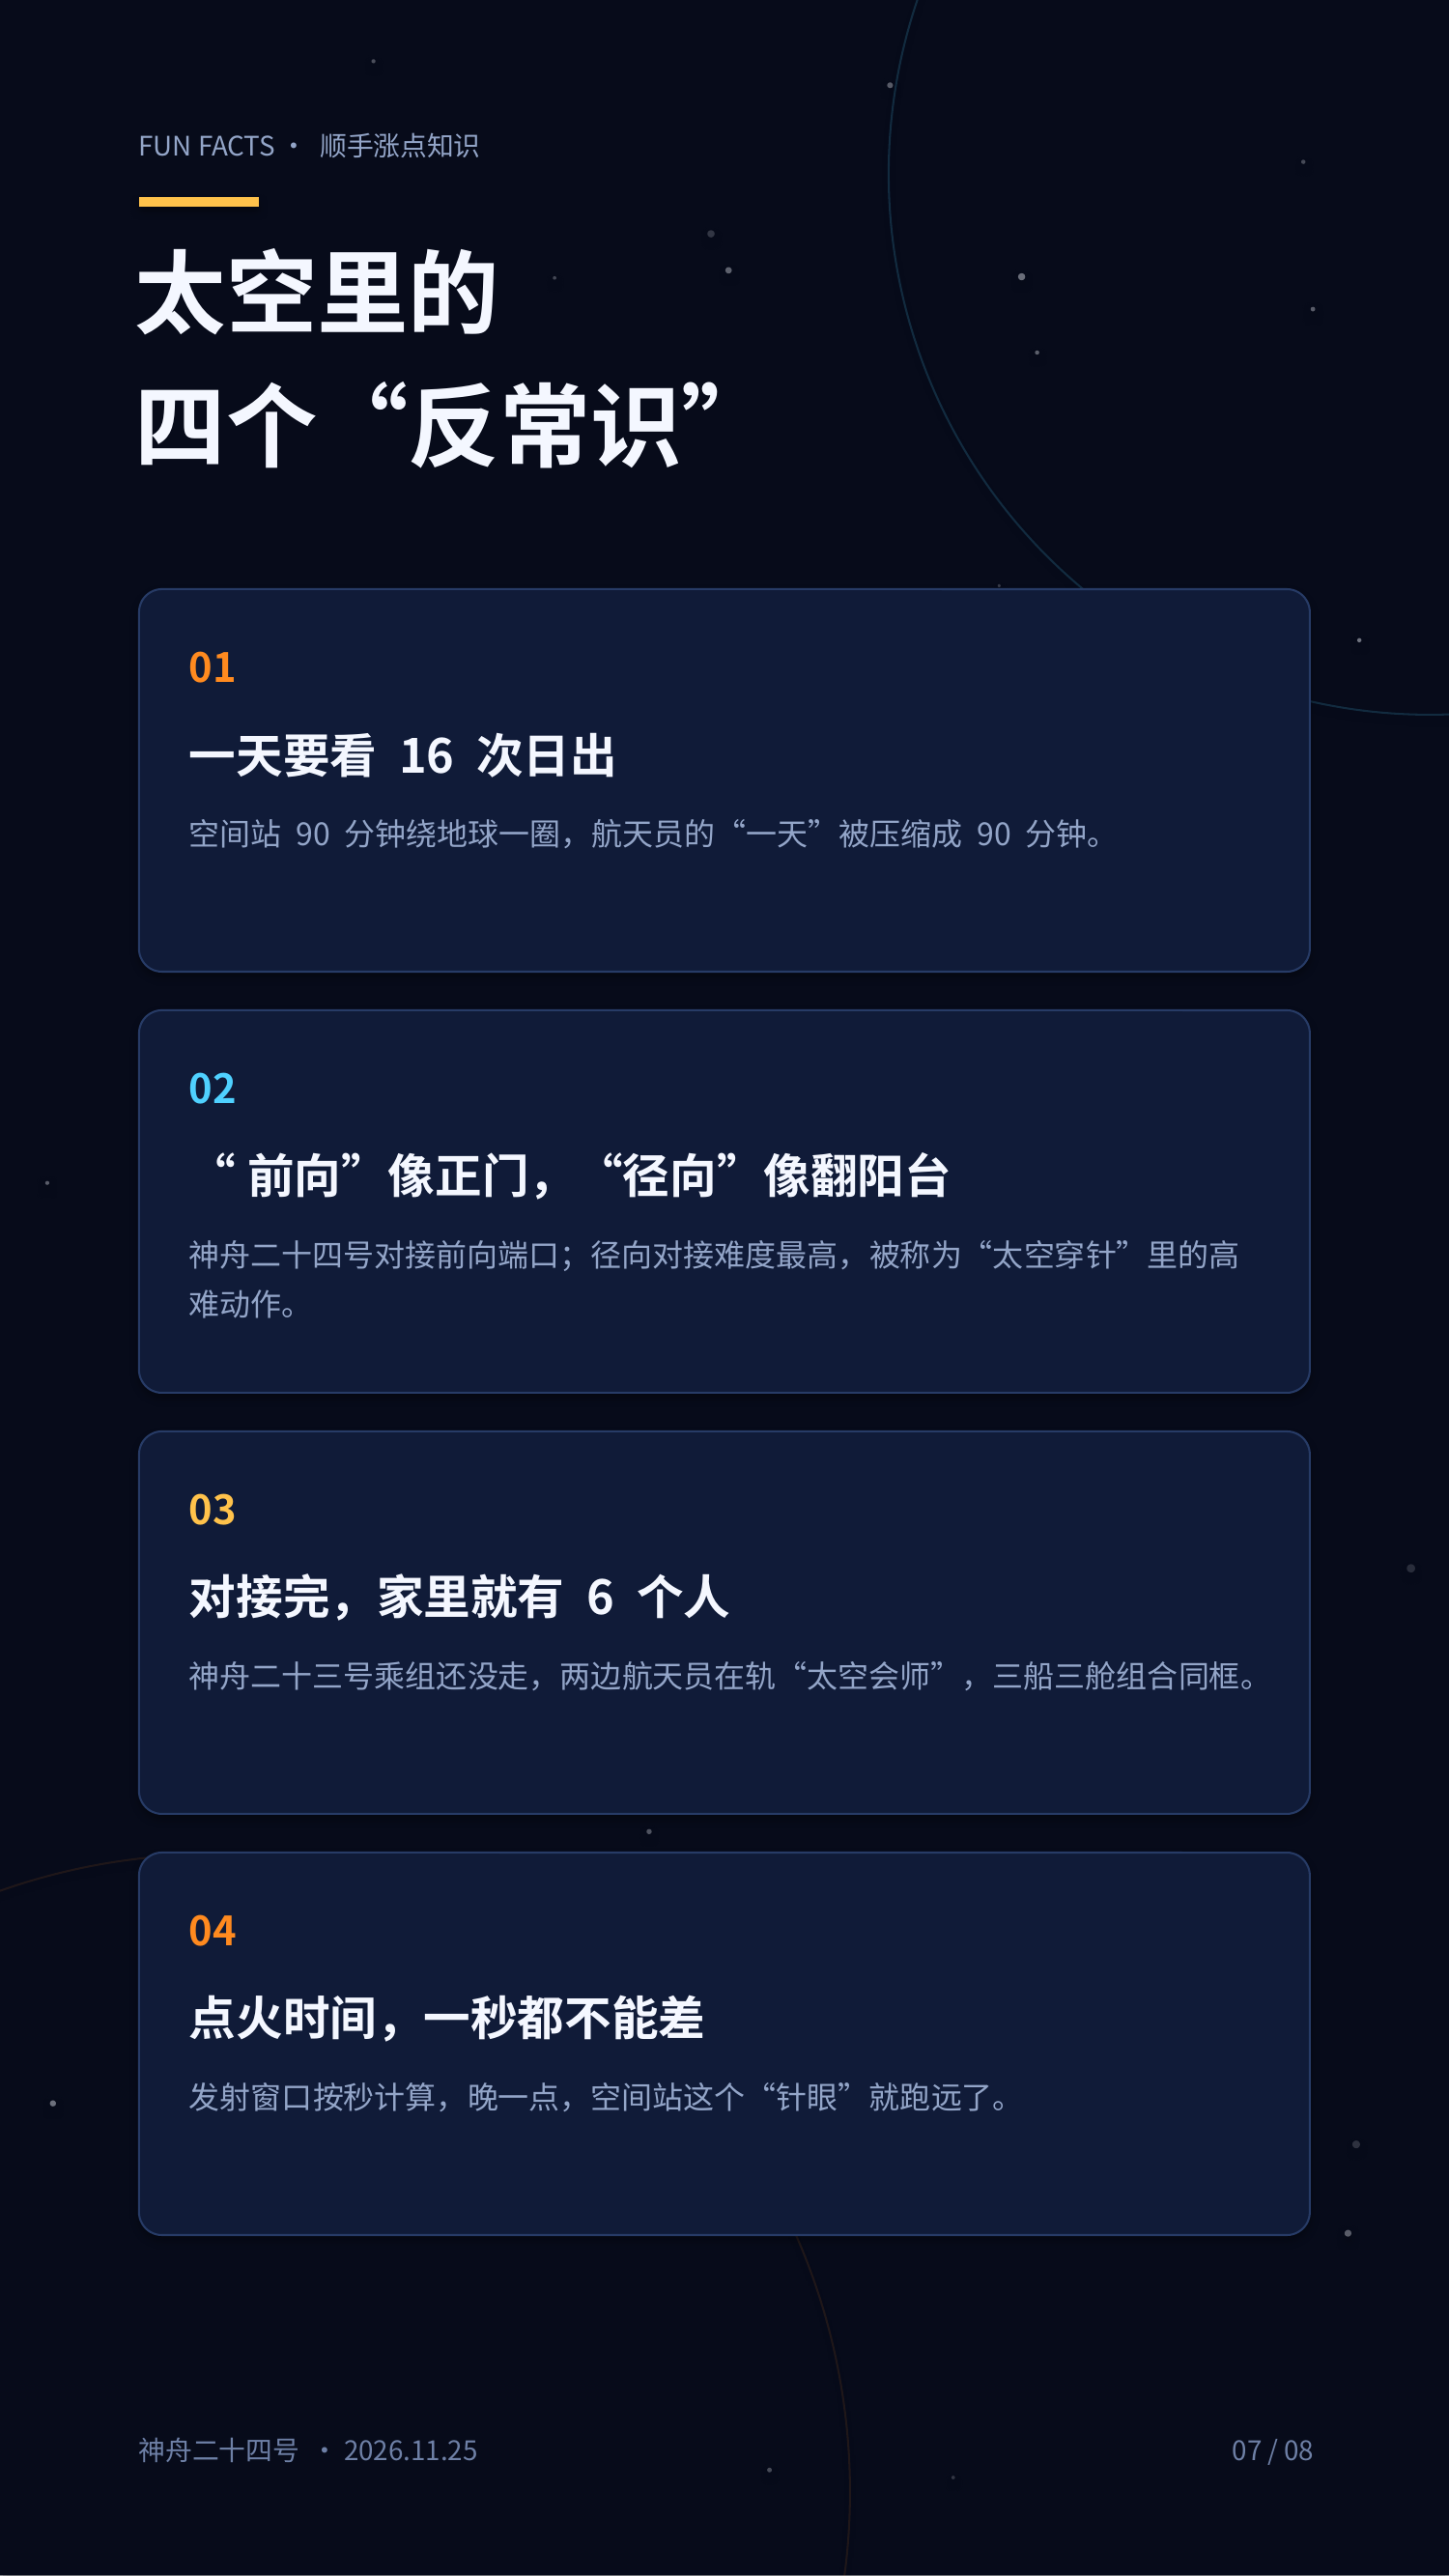 FUN FACTS · 顺手涨点知识
太空里的
四个“反常识”
01
一天要看 16 次日出
空间站 90 分钟绕地球一圈，航天员的“一天”被压缩成 90 分钟。
02
“ 前向”像正门，“径向”像翻阳台
神舟二十四号对接前向端口；径向对接难度最高，被称为“太空穿针”里的高
难动作。
03
对接完，家里就有 6 个人
神舟二十三号乘组还没走，两边航天员在轨“太空会师”，三船三舱组合同框。
04
点火时间，一秒都不能差
发射窗口按秒计算，晚一点，空间站这个“针眼”就跑远了。
神舟二十四号 · 2026.11.25
07 / 08